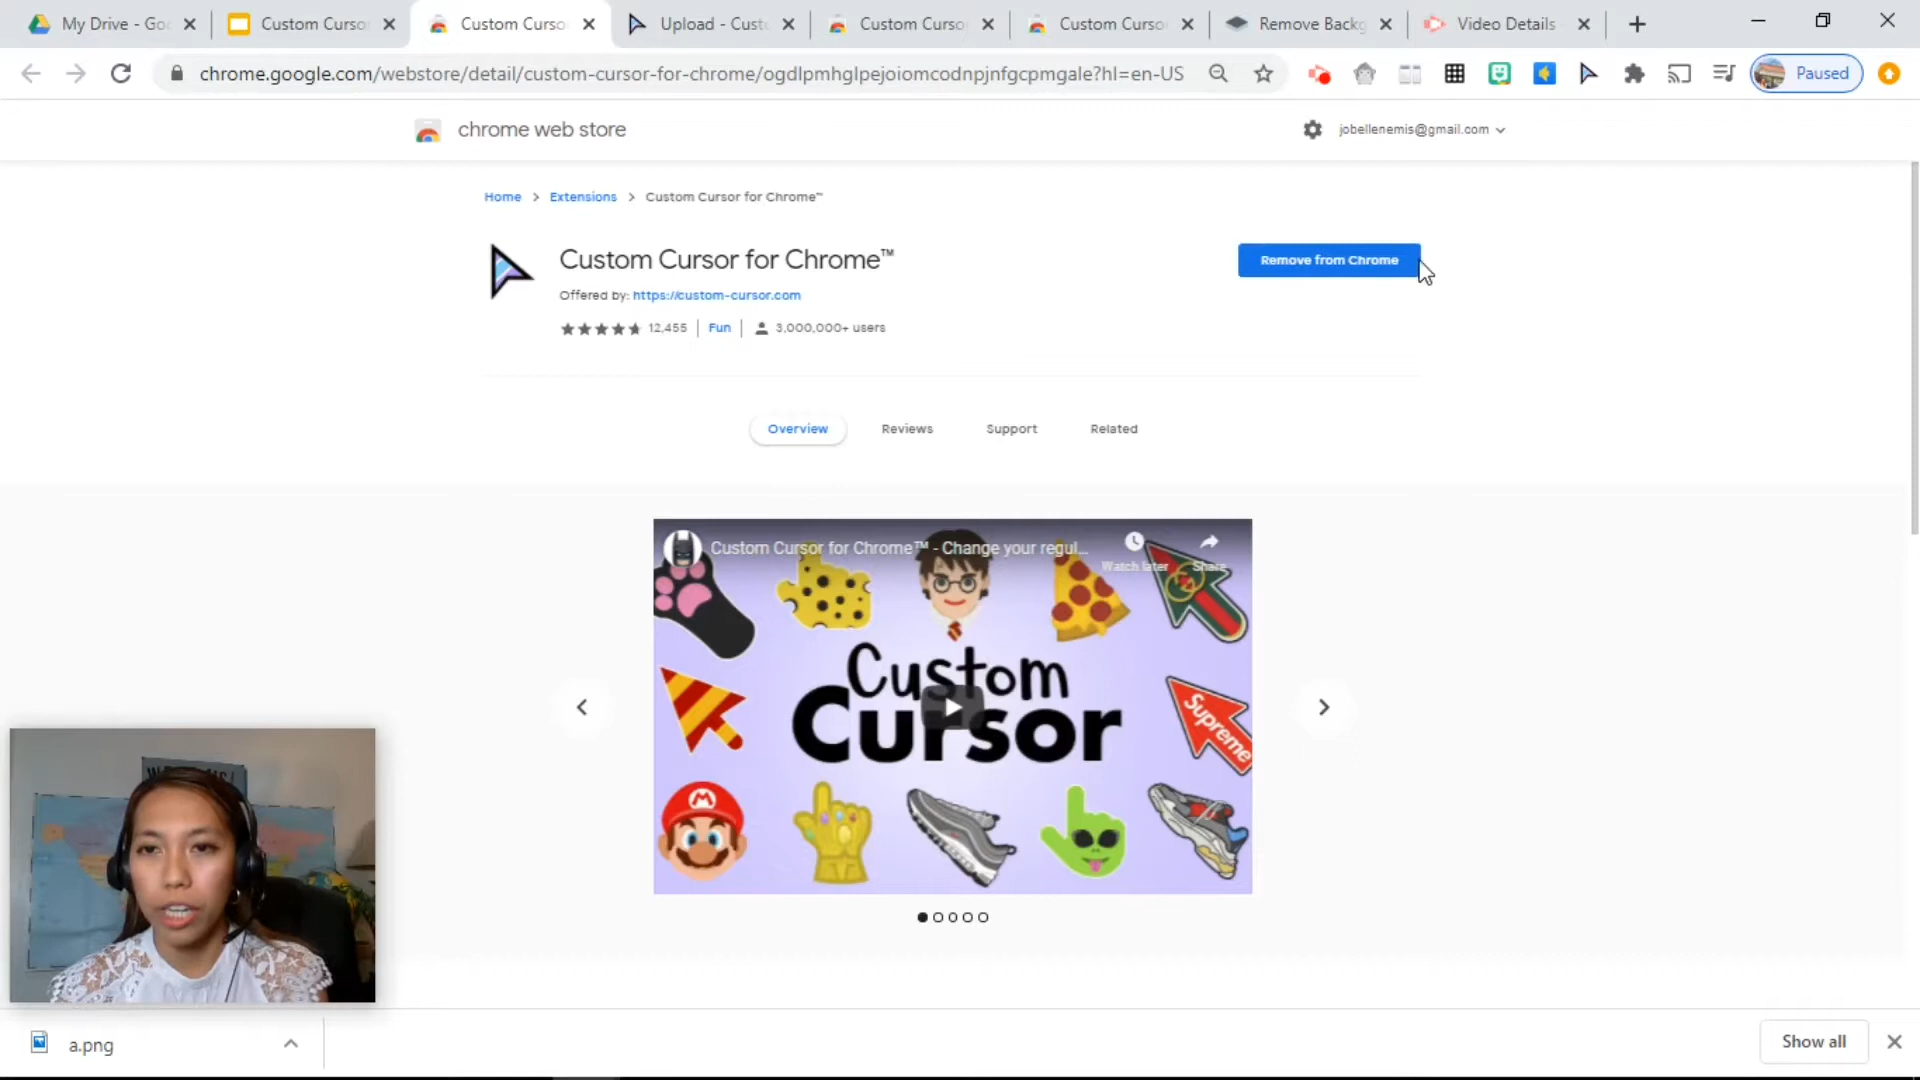 My Drive - Goo
Custom Curso
Custom Curso
Upload - Custo
Custom Curso
Custom Curso
Remove Backg
Video Details
chrome.google.com/webstore/detail/custom-cursor-for-chrome/ogdlpmhglpejoiomcodnpjnfgcpmgale?hl=en-US
Paused
chrome web store
jobellenemis@gmail.com
Home > Extensions > Custom Cursor for Chrome™
Custom Cursor for Chrome™
Remove from Chrome
Offered by: https://custom-cursor.com
12,455 | Fun | 3,000,000+ users
Overview
Reviews
Support
Related
Custom Cursor for Chrome™ - Change your regul...
Watch later
Share
Custom
Cursor
Supreme
M
a.png
Show all